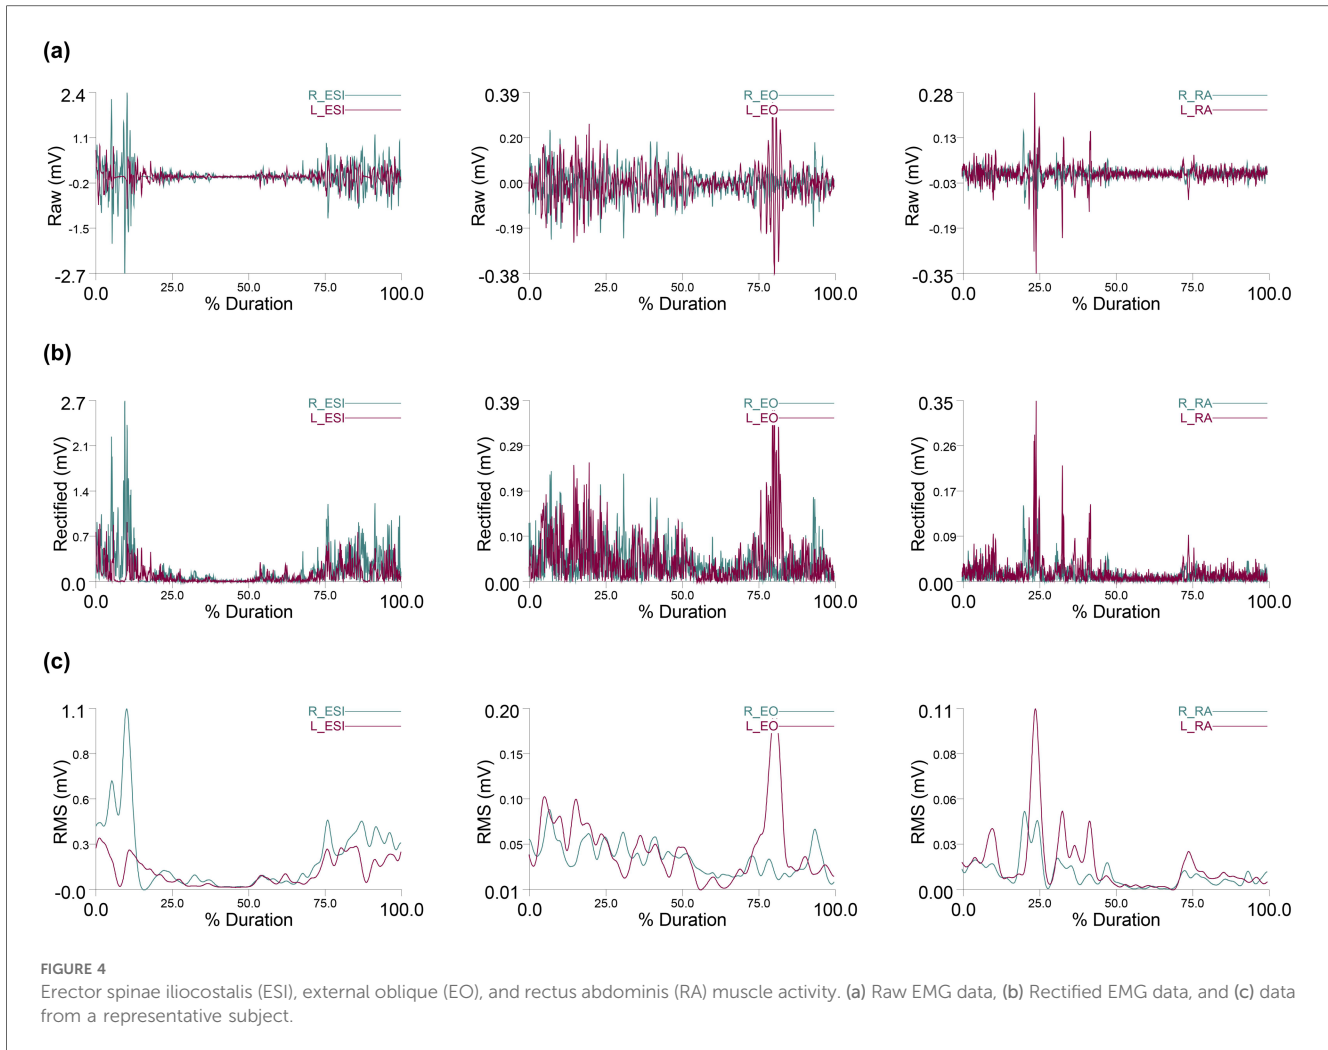 (a)
2.4
1.1
-0.2
-1.5
-2.7
Raw (mV)
R_ESI
L_ESI
0.0
25.0
50.0
75.0
100.0
% Duration
0.39
0.20
0.00
-0.19
-0.38
Raw (mV)
R_EO
L_EO
0.0
25.0
50.0
75.0
100.0
% Duration
0.28
0.13
-0.03
-0.19
-0.35
Raw (mV)
R_RA
L_RA
0.0
25.0
50.0
75.0
100.0
% Duration
(b)
2.7
2.1
1.4
0.7
0.0
Rectified (mV)
R_ESI
L_ESI
0.0
25.0
50.0
75.0
100.0
% Duration
0.39
0.29
0.19
0.10
0.00
Rectified (mV)
R_EO
L_EO
0.0
25.0
50.0
75.0
100.0
% Duration
0.35
0.26
0.17
0.09
0.00
Rectified (mV)
R_RA
L_RA
0.0
25.0
50.0
75.0
100.0
% Duration
(c)
1.1
0.8
0.6
0.3
-0.0
RMS (mV)
R_ESI
L_ESI
0.0
25.0
50.0
75.0
100.0
% Duration
0.20
0.15
0.10
0.05
0.01
RMS (mV)
R_EO
L_EO
0.0
25.0
50.0
75.0
100.0
% Duration
0.11
0.08
0.06
0.03
0.00
RMS (mV)
R_RA
L_RA
0.0
25.0
50.0
75.0
100.0
% Duration
FIGURE 4
Erector spinae iliocostalis (ESI), external oblique (EO), and rectus abdominis (RA) muscle activity. (a) Raw EMG data, (b) Rectified EMG data, and (c) data
from a representative subject.